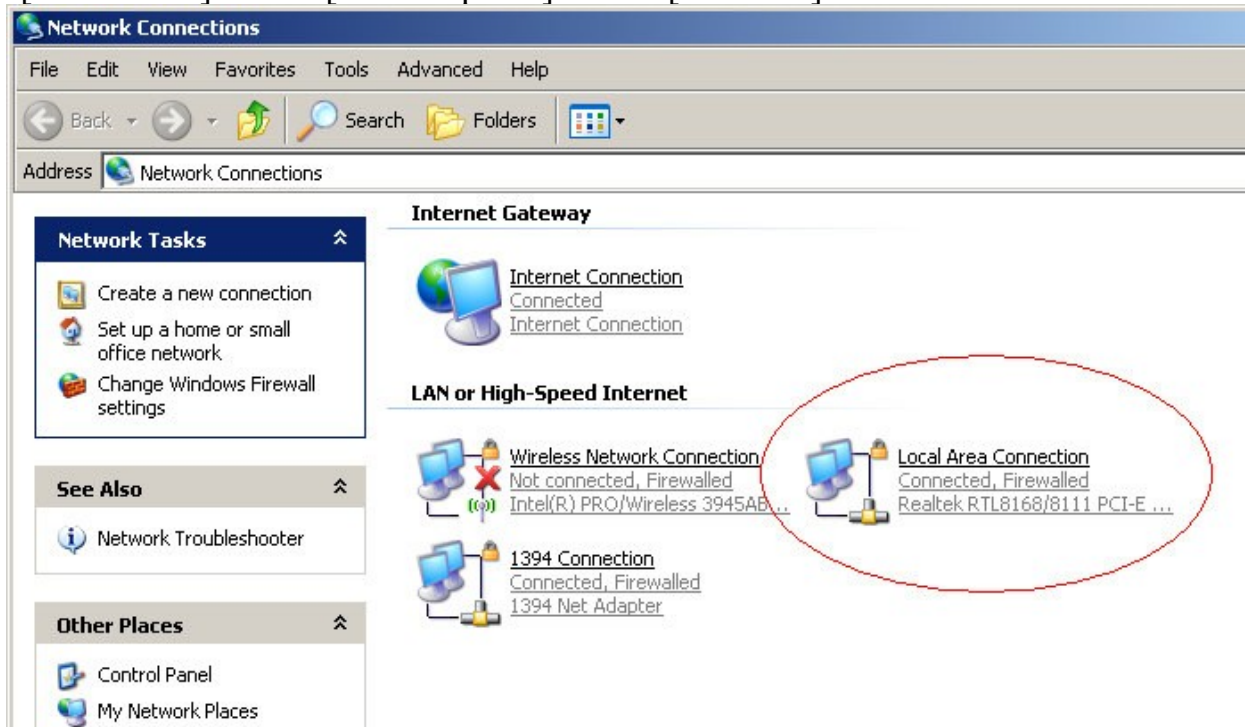 Network Connections
File Edit View Favorites Tools Advanced Help
Back Search Folders
Address Network Connections
Network Tasks
Create a new connection
Set up a home or small
office network
Change Windows Firewall
settings
See Also
Network Troubleshooter
Other Places
Control Panel
My Network Places
Internet Gateway
Internet Connection
Connected
Internet Connection
LAN or High-Speed Internet
Wireless Network Connection
Not connected, Firewalled
Intel(R) PRO/Wireless 3945AB...
Local Area Connection
Connected, Firewalled
Realtek RTL8168/8111 PCI-E ...
1394 Connection
Connected, Firewalled
1394 Net Adapter